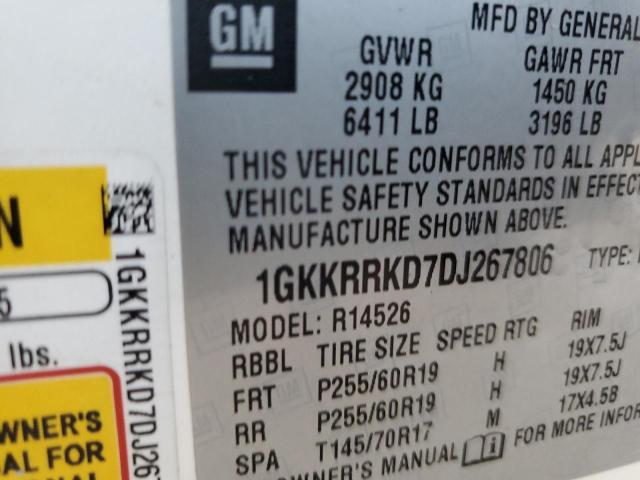 GM
MFD BY GENERAL
GVWR GAWR FRT
2908 KG 1450 KG
6411 LB 3196 LB
THIS VEHICLE CONFORMS TO ALL APPL
VEHICLE SAFETY STANDARDS IN EFFECT
MANUFACTURE SHOWN ABOVE.
1GKKRRKD7DJ267806 TYPE:
MODEL: R14526
RBBL TIRE SIZE SPEED RTG RIM
FRT P255/60R19 H 19X7.5J
RR P255/60R19 H 19X7.5J
SPA T145/70R17 M 17X4.5B
OWNER'S MANUAL FOR MORE INFOR
N
5
lbs.
WNER'S
AL FOR
1GKKRRKD7DJ267